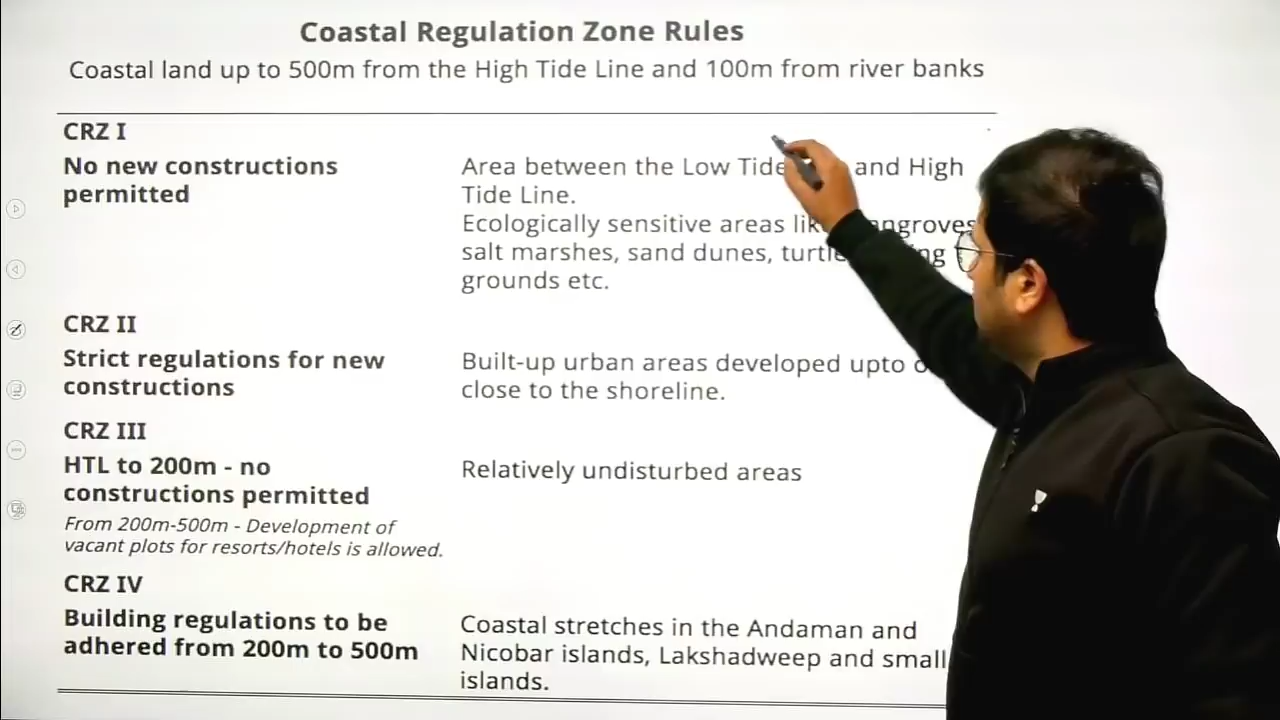 Coastal Regulation Zone Rules
Coastal land up to 500m from the High Tide Line and 100m from river banks
CRZ I
No new constructions
permitted
Area between the Low Tide and High
Tide Line.
Ecologically sensitive areas
salt marshes, sand dunes,
grounds etc.
CRZ II
Strict regulations for new
constructions
Built-up urban areas developed upto
close to the shoreline.
CRZ III
HTL to 200m - no
constructions permitted
From 200m-500m - Development of
vacant plots for resorts/hotels is allowed.
Relatively undisturbed areas
CRZ IV
Building regulations to be
adhered from 200m to 500m
Coastal stretches in the Andaman and
Nicobar islands, Lakshadweep and small
islands.